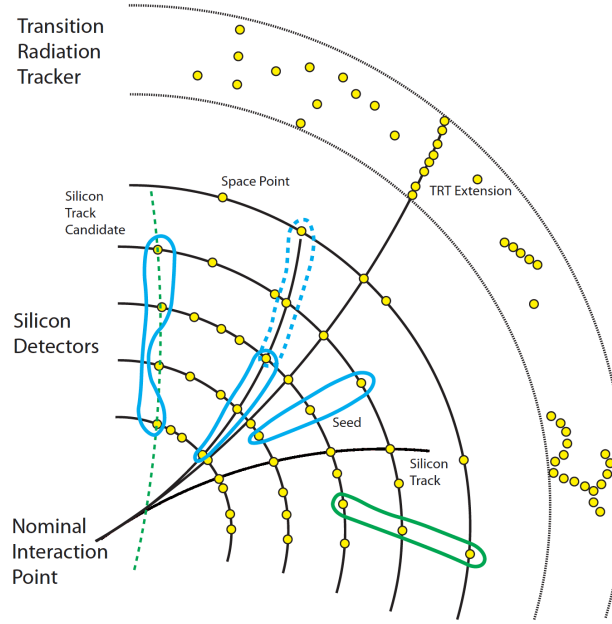 Transition
Radiation
Tracker
Space Point
TRT Extension
Silicon
Track
Candidate
Silicon
Detectors
Seed
Silicon
Track
Nominal
Interaction
Point